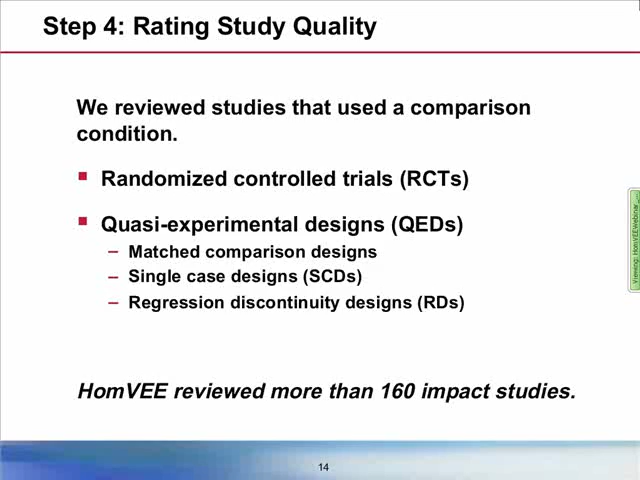 Step 4: Rating Study Quality
We reviewed studies that used a comparison
condition.
Randomized controlled trials (RCTs)
Quasi-experimental designs (QEDs)
– Matched comparison designs
– Single case designs (SCDs)
– Regression discontinuity designs (RDs)
HomVEE reviewed more than 160 impact studies.
14
Viewing: HomVEEWebinar